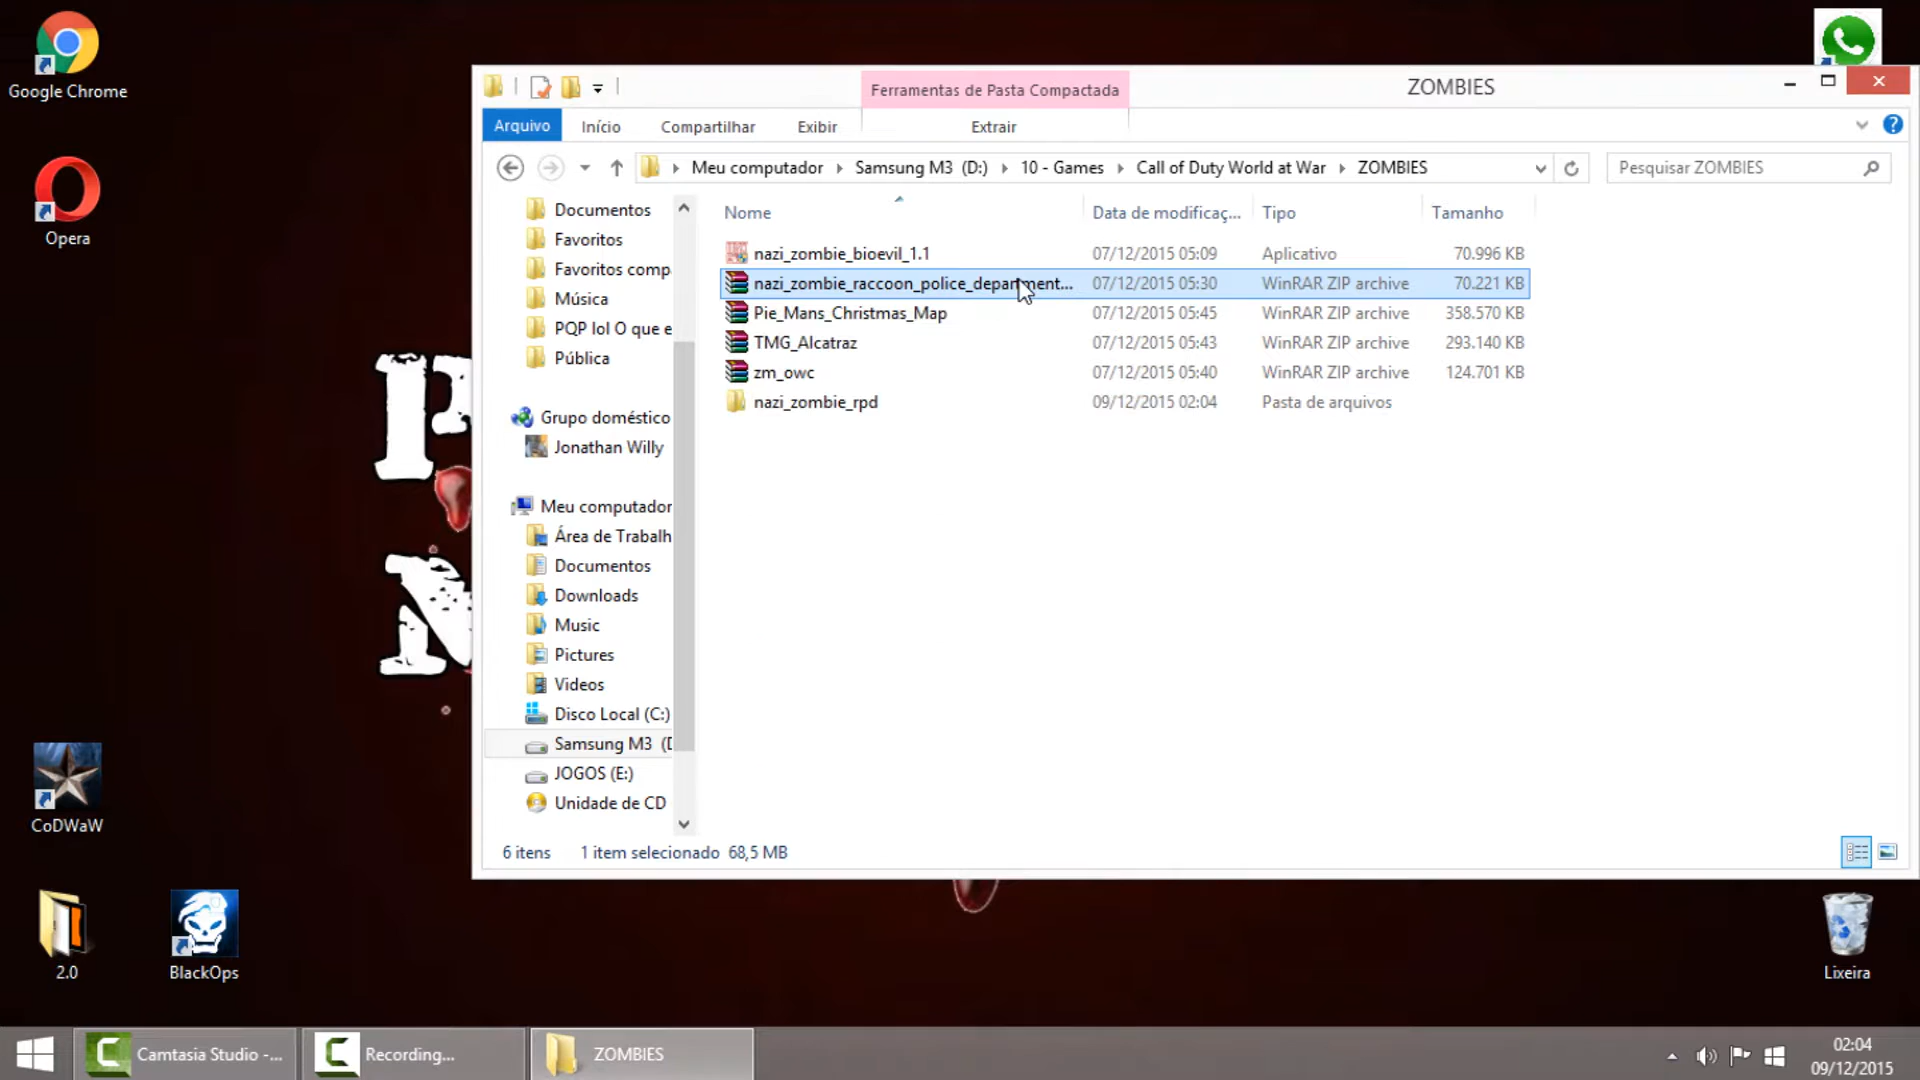 Google Chrome
Opera
CoDWaW
2.0
BlackOps
Lixeira
Ferramentas de Pasta Compactada
ZOMBIES
Arquivo
Início
Compartilhar
Exibir
Extrair
Meu computador
Samsung M3 (D:)
10 - Games
Call of Duty World at War
ZOMBIES
Pesquisar ZOMBIES
Documentos
Favoritos
Favoritos comp
Música
PQP lol O que e
Pública
Grupo doméstico
Jonathan Willy
Meu computador
Área de Trabalh
Documentos
Downloads
Music
Pictures
Videos
Disco Local (C:)
Samsung M3 (D
JOGOS (E:)
Unidade de CD
Nome Data de modificaç... Tipo Tamanho
nazi_zombie_bioevil_1.1 07/12/2015 05:09 Aplicativo 70.996 KB
nazi_zombie_raccoon_police_department... 07/12/2015 05:30 WinRAR ZIP archive 70.221 KB
Pie_Mans_Christmas_Map 07/12/2015 05:45 WinRAR ZIP archive 358.570 KB
TMG_Alcatraz 07/12/2015 05:43 WinRAR ZIP archive 293.140 KB
zm_owc 07/12/2015 05:40 WinRAR ZIP archive 124.701 KB
nazi_zombie_rpd 09/12/2015 02:04 Pasta de arquivos
6 itens 1 item selecionado 68,5 MB
Camtasia Studio -...
Recording...
ZOMBIES
02:04
09/12/2015